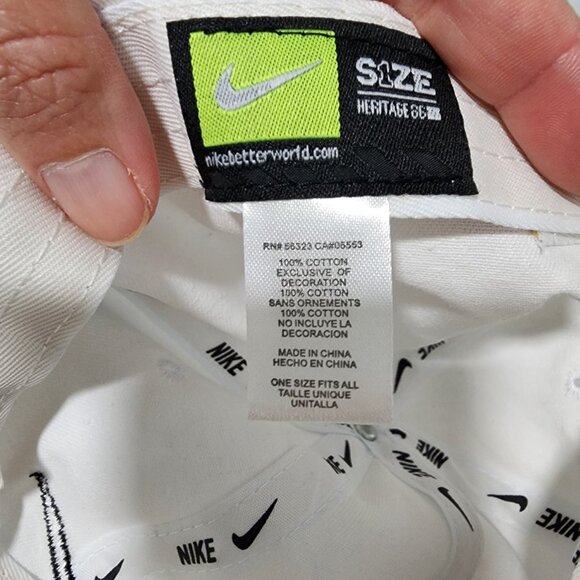 S1ZE
HERITAGE86
nikebetterworld.com
RN# 56323 CA#05553
100% COTTON
EXCLUSIVE OF
DECORATION
100% COTTON
SANS ORNEMENTS
100% COTTON
NO INCLUYE LA
DECORACION
MADE IN CHINA
HECHO EN CHINA
ONE SIZE FITS ALL
TAILLE UNIQUE
UNITALLA
NIKE
NIKE
NIKE
NIKE
NIKE